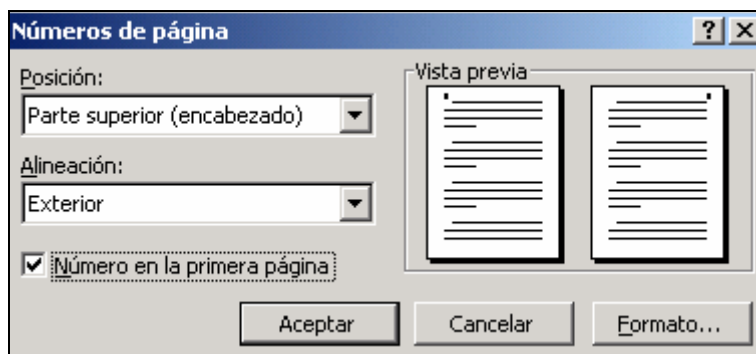 Números de página
Posición:
Parte superior (encabezado)
Alineación:
Exterior
Número en la primera página
Vista previa
Aceptar
Cancelar
Formato...